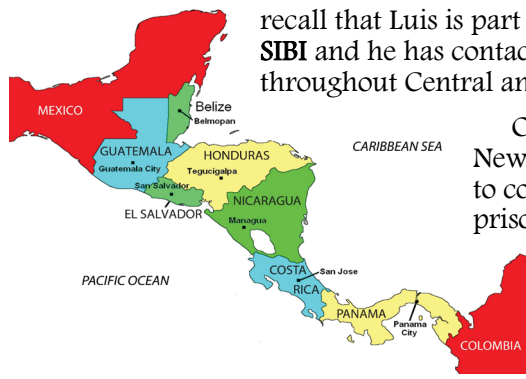 recall that Luis is part
SIBI and he has contac
throughout Central an
New
to co
MEXICO
Belize
Belmopan
CARIBBEAN SEA
GUATEMALA
Guatemala City
HONDURAS
Tegucigalpa
San Salvador
EL SALVADOR
NICARAGUA
Managua
PACIFIC OCEAN
COSTA
RICA
San Jose
PANAMA
Panama
City
COLOMBIA